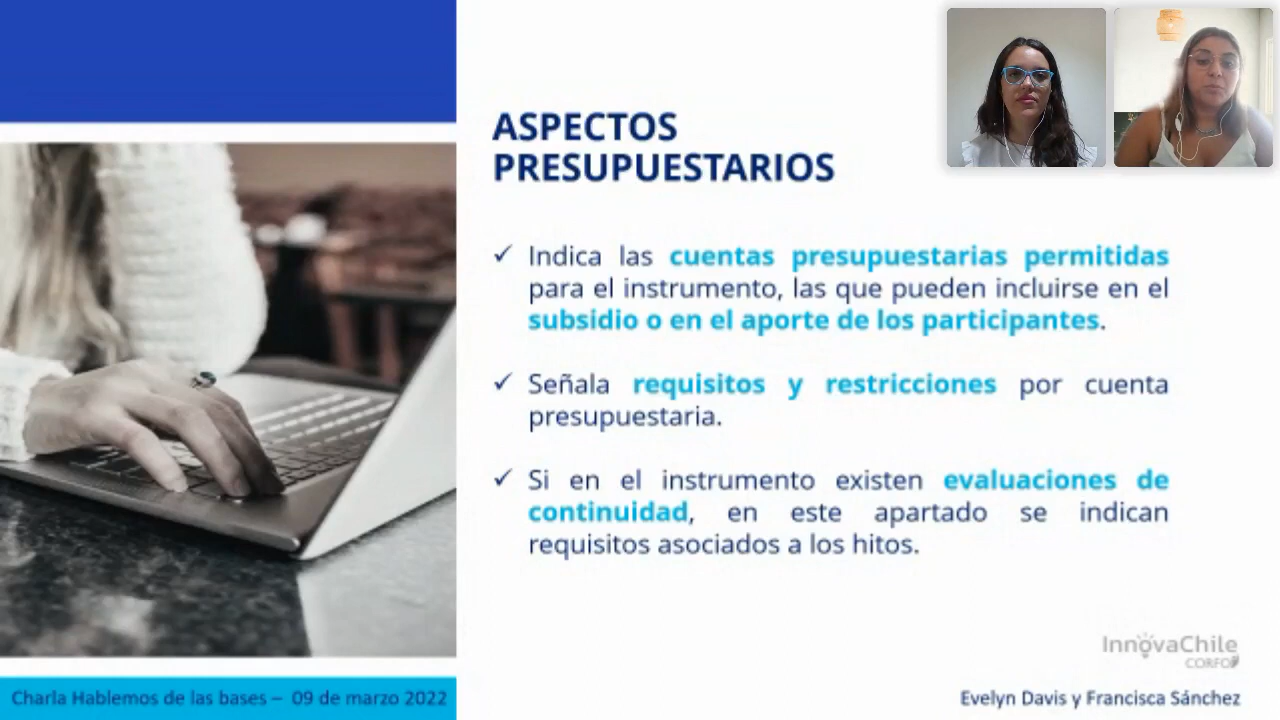 ASPECTOS
PRESUPUESTARIOS
✓ Indica las cuentas presupuestarias permitidas
para el instrumento, las que pueden incluirse en el
subsidio o en el aporte de los participantes.
✓ Señala requisitos y restricciones por cuenta
presupuestaria.
✓ Si en el instrumento existen evaluaciones de
continuidad, en este apartado se indican
requisitos asociados a los hitos.
InnovaChile
CORFO
Charla Hablemos de las bases – 09 de marzo 2022
Evelyn Davis y Francisca Sánchez